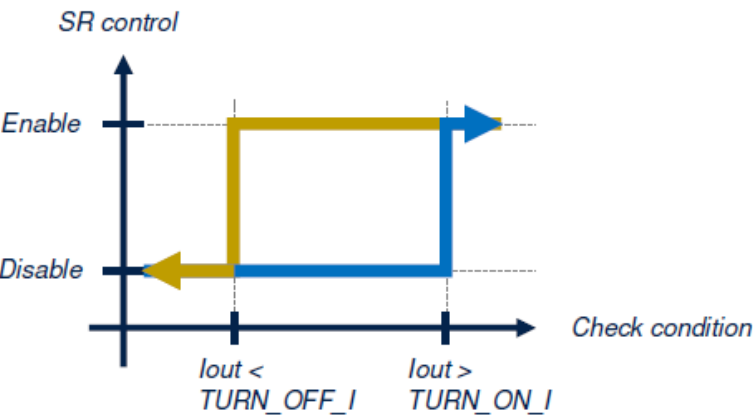 SR control
Enable
Disable
Check condition
Iout <
TURN_OFF_I
Iout >
TURN_ON_I